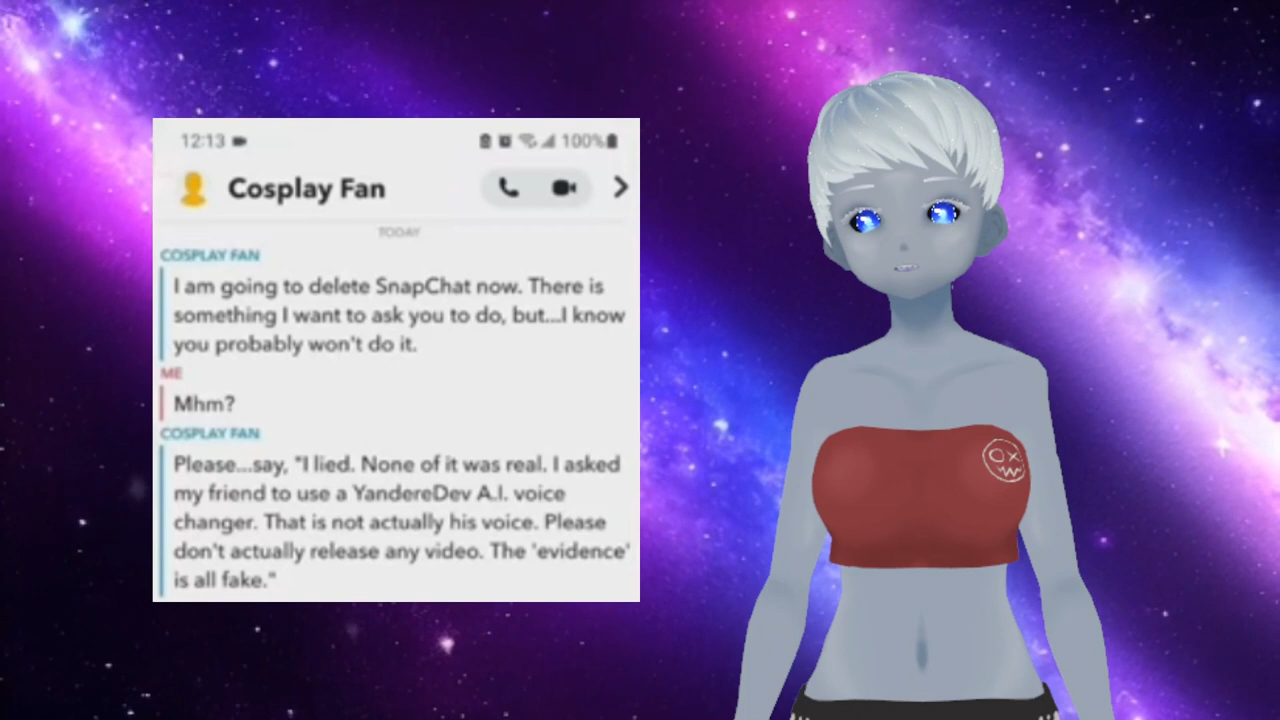 12:13 100%
Cosplay Fan
TODAY
COSPLAY FAN
I am going to delete SnapChat now. There is
something I want to ask you to do, but...I know
you probably won't do it.
ME
Mhm?
COSPLAY FAN
Please...say, "I lied. None of it was real. I asked
my friend to use a YandereDev A.I. voice
changer. That is not actually his voice. Please
don't actually release any video. The 'evidence'
is all fake."